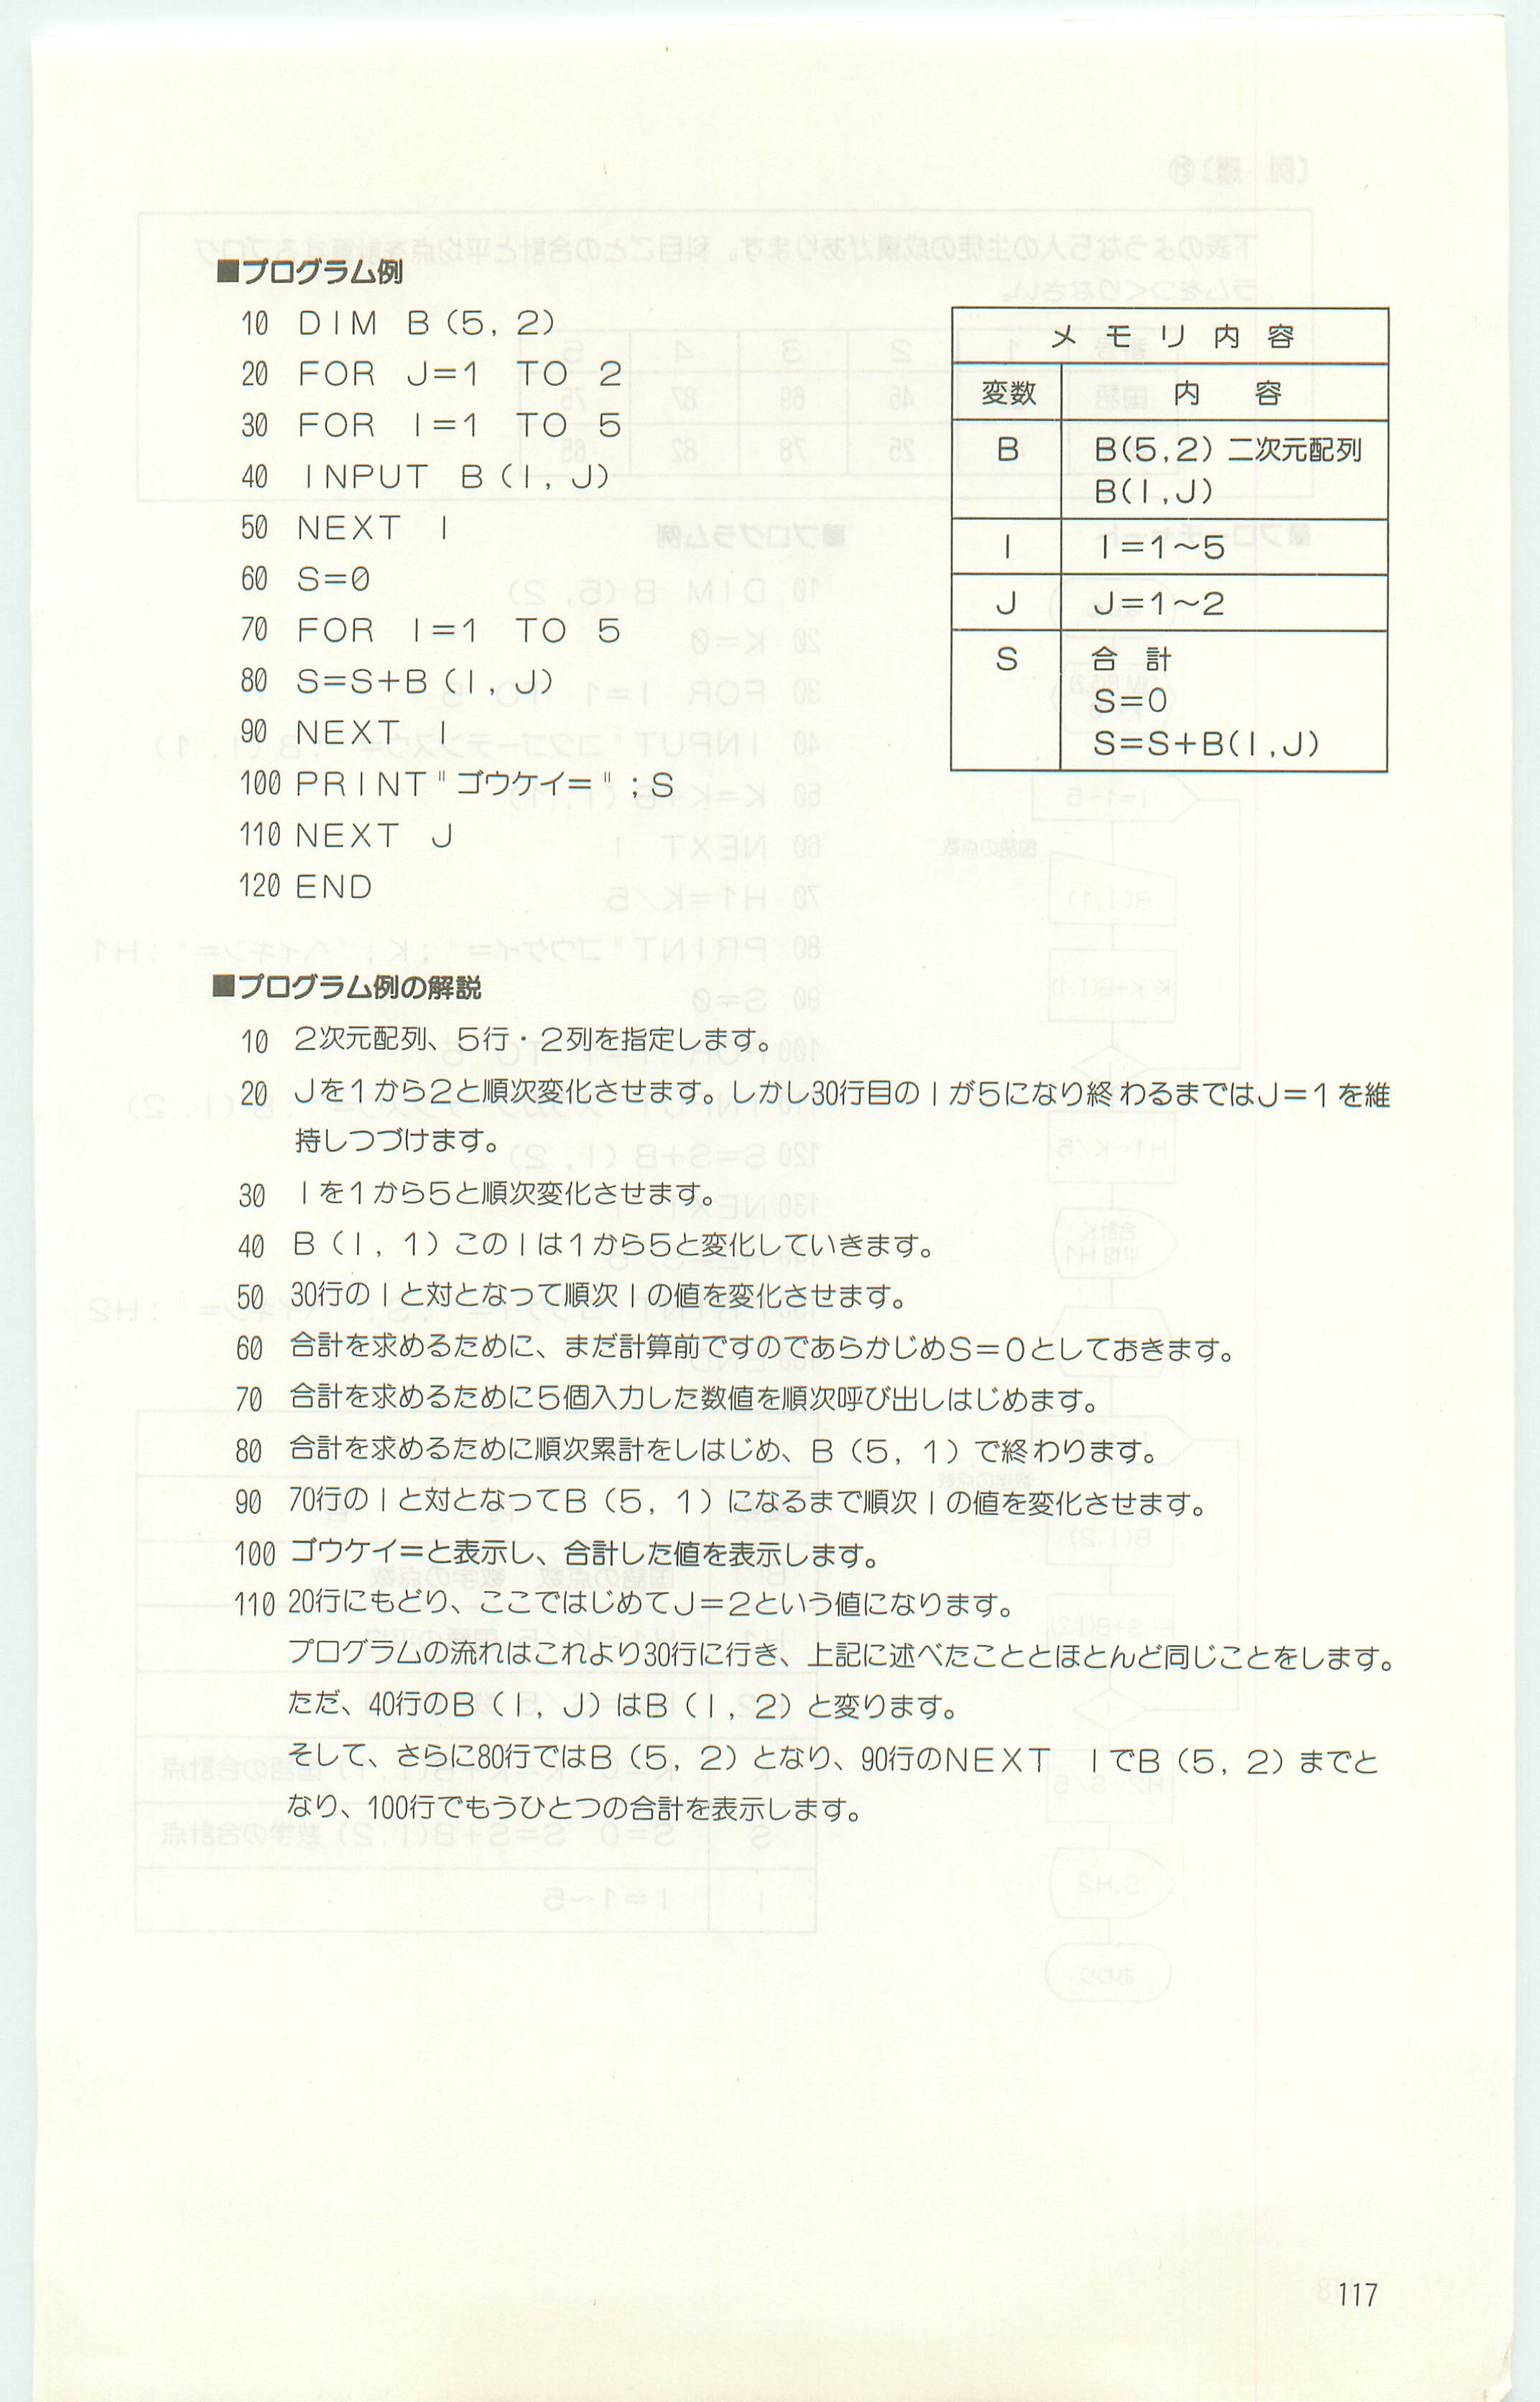 ■プログラム例
10 DIM B(5,2)
20 FOR J=1 TO 2
30 FOR I=1 TO 5
40 INPUT B(I,J)
50 NEXT I
60 S=0
70 FOR I=1 TO 5
80 S=S+B(I,J)
90 NEXT I
100 PRINT"ゴウケイ=";S
110 NEXT J
120 END
メモリ内容
変数 内容
B B(5,2)二次元配列
B(I,J)
I I=1~5
J J=1~2
S 合計
S=0
S=S+B(I,J)
■プログラム例の解説
10 2次元配列、5行・2列を指定します。
20 Jを1から2と順次変化させます。しかし30行目のIが5になり終わるまではJ=1を維
持しつづけます。
30 Iを1から5と順次変化させます。
40 B(I,1)このIは1から5と変化していきます。
50 30行のIと対となって順次Iの値を変化させます。
60 合計を求めるために、まだ計算前ですのであらかじめS=0としておきます。
70 合計を求めるために5個入力した数値を順次呼び出しはじめます。
80 合計を求めるために順次累計をしはじめ、B(5,1)で終わります。
90 70行のIと対となってB(5,1)になるまで順次Iの値を変化させます。
100 ゴウケイ=と表示し、合計した値を表示します。
110 20行にもどり、ここではじめてJ=2という値になります。
プログラムの流れはこれより30行に行き、上記に述べたこととほとんど同じことをします。
ただ、40行のB(I,J)はB(I,2)と変ります。
そして、さらに80行ではB(5,2)となり、90行のNEXT IでB(5,2)までと
なり、100行でもうひとつの合計を表示します。
117